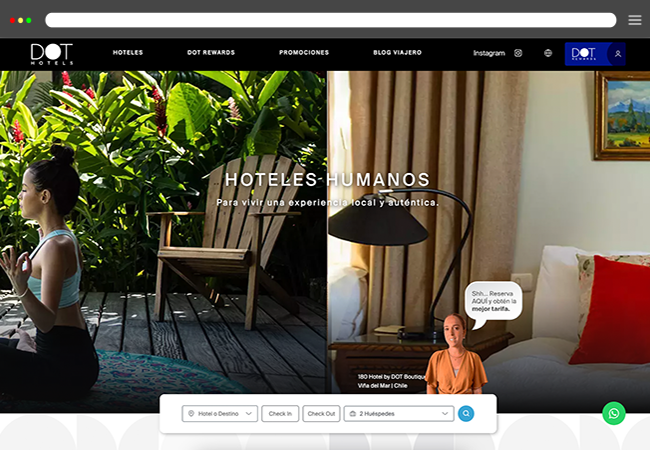 DOT
HOTELS
HOTELES
DOT REWARDS
PROMOCIONES
BLOG VIAJERO
Instagram
DOT
REWARDS
HOTELES HUMANOS
Para vivir una experiencia local y auténtica.
Shh... Reserva
AQUÍ y obtén la
mejor tarifa.
180 Hotel by DOT Boutique
Viña del Mar | Chile
Hotel o Destino
Check In
Check Out
2 Huéspedes